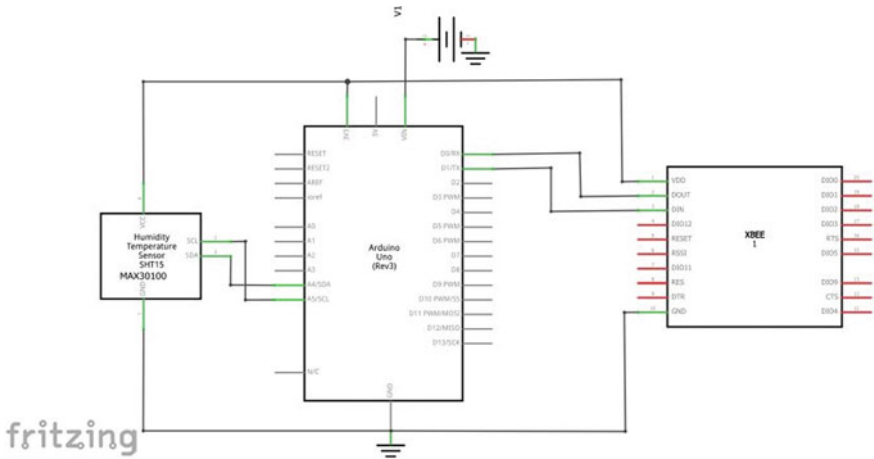 V1
3V3
5V
VIN
RESET
RESET2
AREF
ioref
A0
A1
A2
A3
A4/SDA
A5/SCL
N/C
D0/RX
D1/TX
D2
D3 PWM
D4
D5 PWM
D6 PWM
D7
D8
D9 PWM
D10 PWM/SS
D11 PWM/MOSI
D12/MISO
D13/SCK
GND
Arduino
Uno
(Rev3)
VCC
Humidity
Temperature
Sensor
SHT15
MAX30100
SCL
SDA
GND
VDD
DOUT
DIN
DIO12
RESET
RSSI
DIO11
RES
DTR
GND
XBEE
1
DIO0
DIO1
DIO2
DIO3
RTS
DIO5
DIO9
CTS
DIO4
fritzing